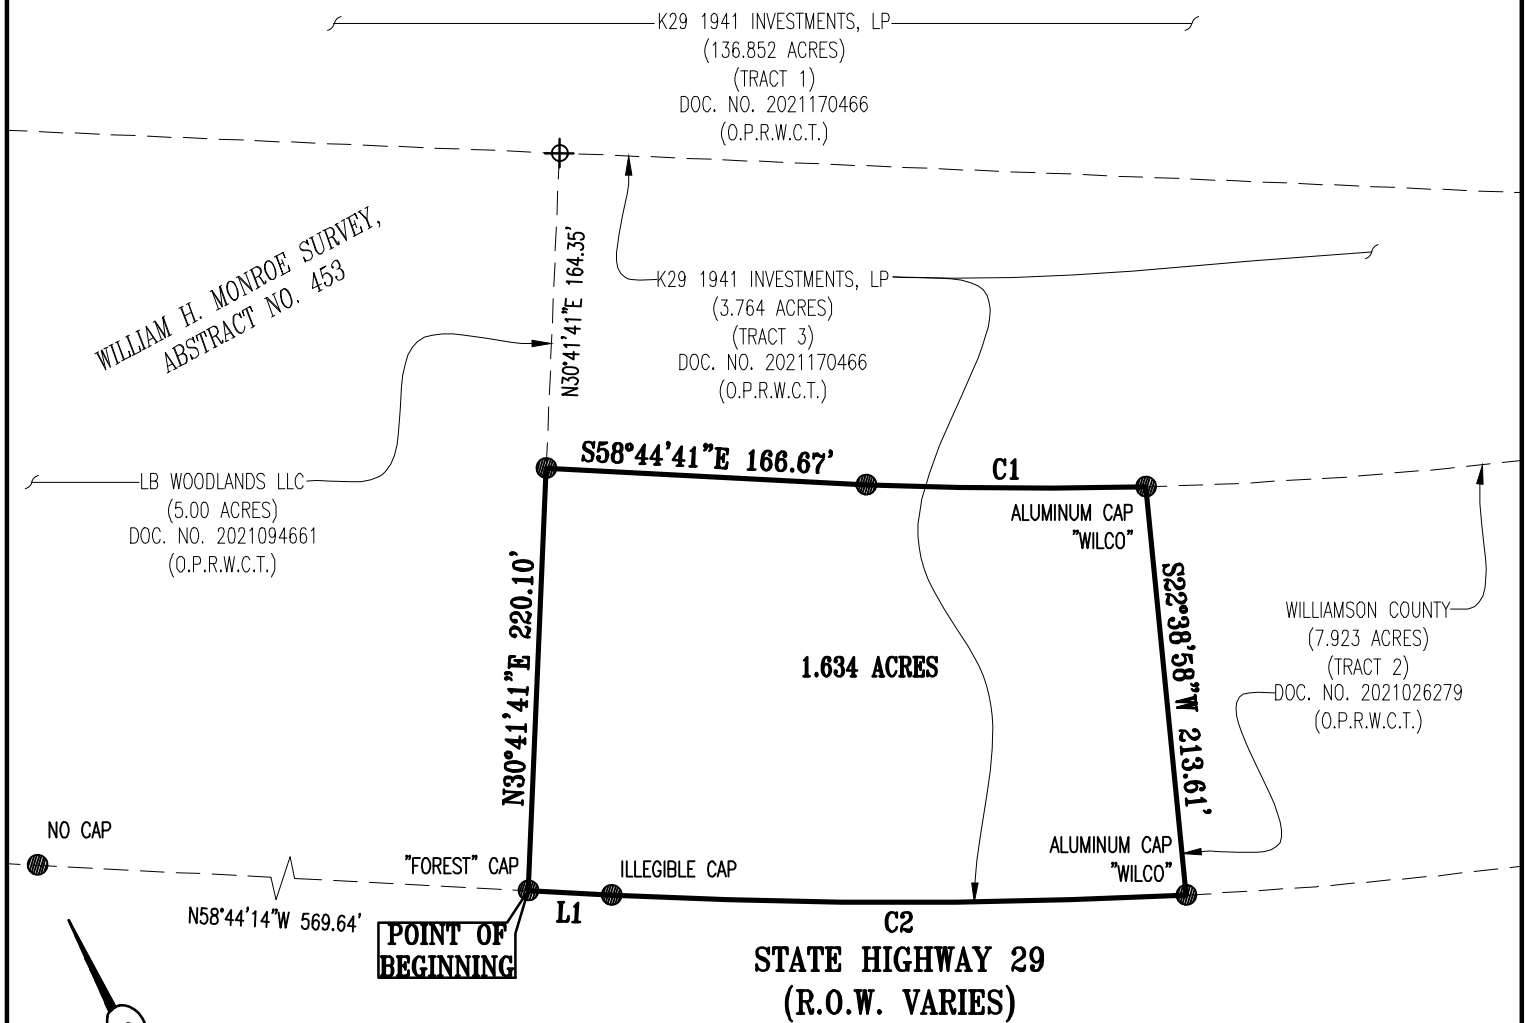 K29 1941 INVESTMENTS, LP
(136.852 ACRES)
(TRACT 1)
DOC. NO. 2021170466
(O.P.R.W.C.T.)
WILLIAM H. MONROE SURVEY,
ABSTRACT NO. 453
N30°41'41"E 164.35'
K29 1941 INVESTMENTS, LP
(3.764 ACRES)
(TRACT 3)
DOC. NO. 2021170466
(O.P.R.W.C.T.)
LB WOODLANDS LLC
(5.00 ACRES)
DOC. NO. 2021094661
(O.P.R.W.C.T.)
S58°44'41"E 166.67'
C1
ALUMINUM CAP
"WILCO"
N30°41'41"E 220.10'
1.634 ACRES
S22°38'58"W 213.61'
WILLIAMSON COUNTY
(7.923 ACRES)
(TRACT 2)
DOC. NO. 2021026279
(O.P.R.W.C.T.)
NO CAP
"FOREST" CAP
ILLEGIBLE CAP
ALUMINUM CAP
"WILCO"
N58°44'14"W 569.64'
L1
C2
POINT OF
BEGINNING
STATE HIGHWAY 29
(R.O.W. VARIES)